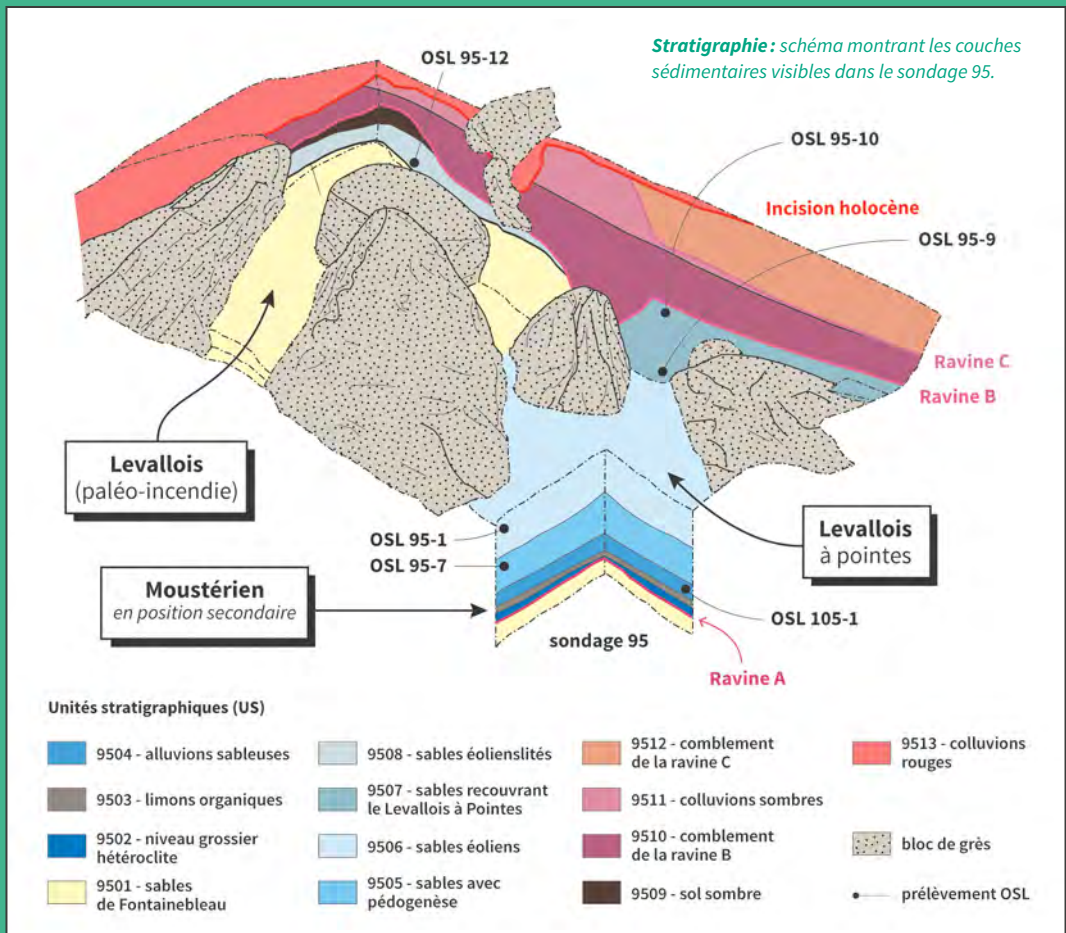 Stratigraphie : schéma montrant les couches
sédimentaires visibles dans le sondage 95.
OSL 95-12
OSL 95-10
Incision holocène
OSL 95-9
Ravine C
Ravine B
Levallois
(paléo-incendie)
Levallois
à pointes
OSL 95-1
OSL 95-7
Moustérien
en position secondaire
OSL 105-1
sondage 95
Ravine A
Unités stratigraphiques (US)
9504 - alluvions sableuses
9503 - limons organiques
9502 - niveau grossier
hétéroclite
9501 - sables
de Fontainebleau
9508 - sables éolienslités
9507 - sables recouvrant
le Levallois à Pointes
9506 - sables éoliens
9505 - sables avec
pédogenèse
9512 - comblement
de la ravine C
9511 - colluvions sombres
9510 - comblement
de la ravine B
9509 - sol sombre
9513 - colluvions
rouges
bloc de grès
prélèvement OSL